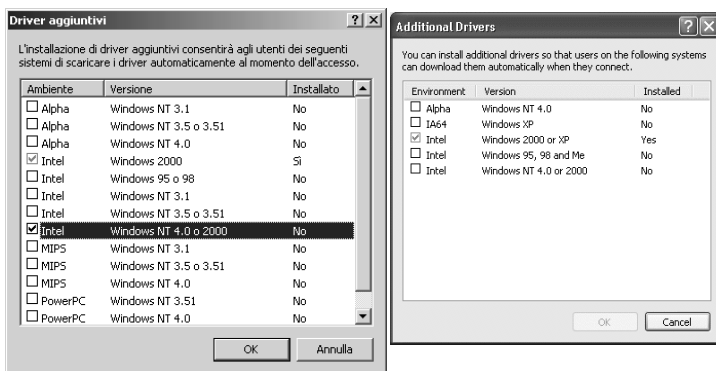 Driver aggiuntivi
L'installazione di driver aggiuntivi consentirà agli utenti dei seguenti
sistemi di scaricare i driver automaticamente al momento dell'accesso.
Ambiente Versione Installato
Alpha Windows NT 3.1 No
Alpha Windows NT 3.5 o 3.51 No
Alpha Windows NT 4.0 No
Intel Windows 2000 Sì
Intel Windows 95 o 98 No
Intel Windows NT 3.1 No
Intel Windows NT 3.5 o 3.51 No
Intel Windows NT 4.0 o 2000 No
MIPS Windows NT 3.1 No
MIPS Windows NT 3.5 o 3.51 No
MIPS Windows NT 4.0 No
PowerPC Windows NT 3.51 No
PowerPC Windows NT 4.0 No
OK Annulla
Additional Drivers
You can install additional drivers so that users on the following systems
can download them automatically when they connect.
Environment Version Installed
Alpha Windows NT 4.0 No
IA64 Windows XP No
Intel Windows 2000 or XP Yes
Intel Windows 95, 98 and Me No
Intel Windows NT 4.0 or 2000 No
OK Cancel